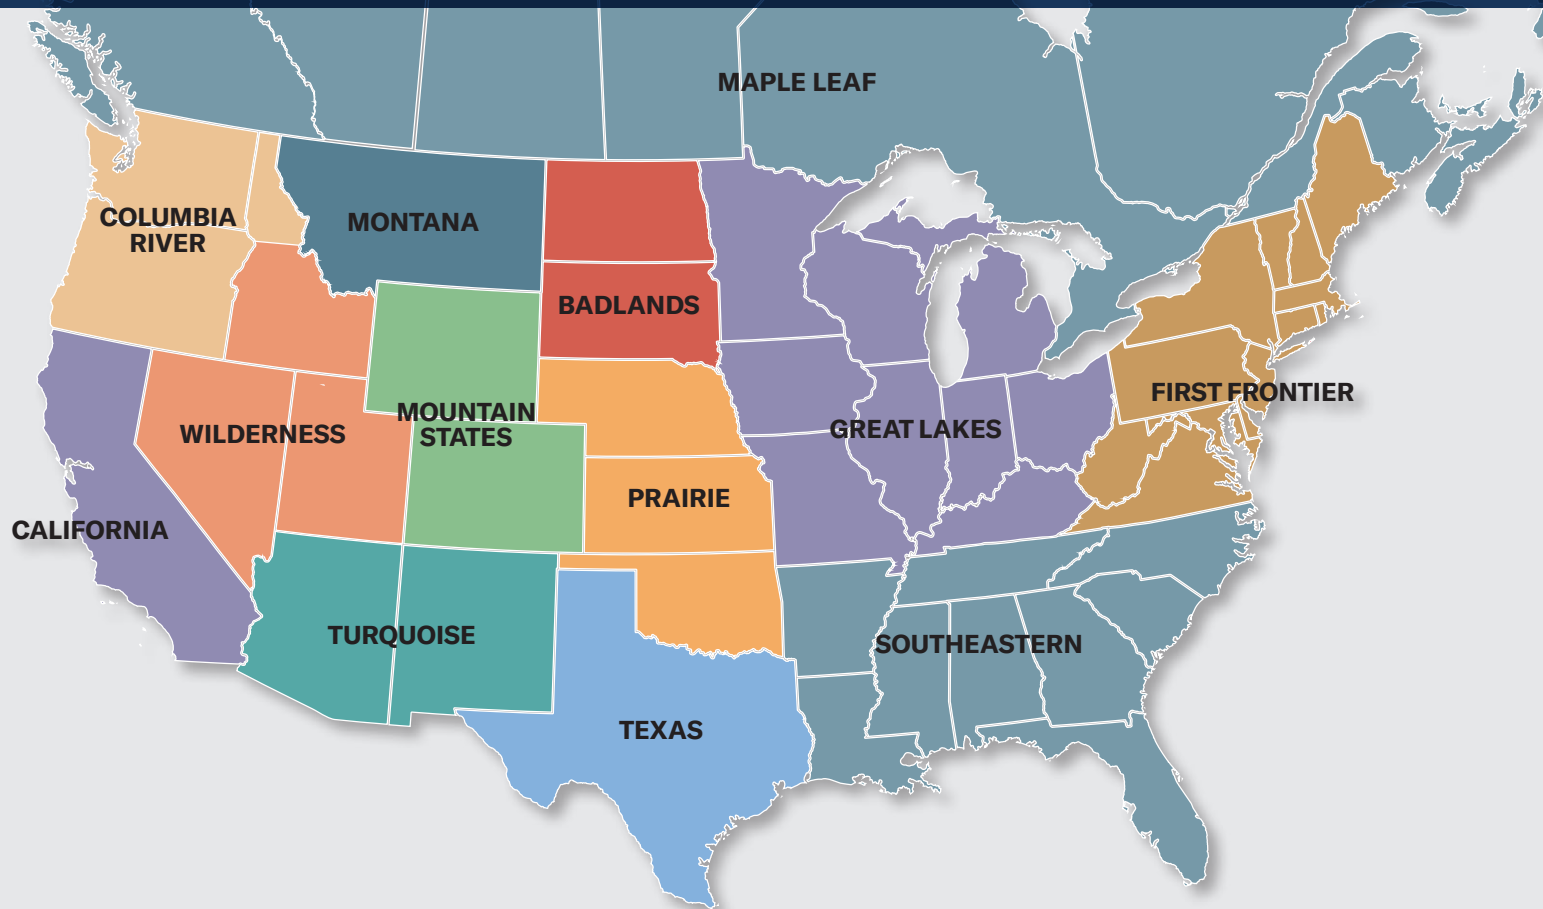 MAPLE LEAF
COLUMBIA
RIVER
MONTANA
BADLANDS
FIRST FRONTIER
MOUNTAIN
STATES
WILDERNESS
GREAT LAKES
PRAIRIE
CALIFORNIA
TURQUOISE
SOUTHEASTERN
TEXAS